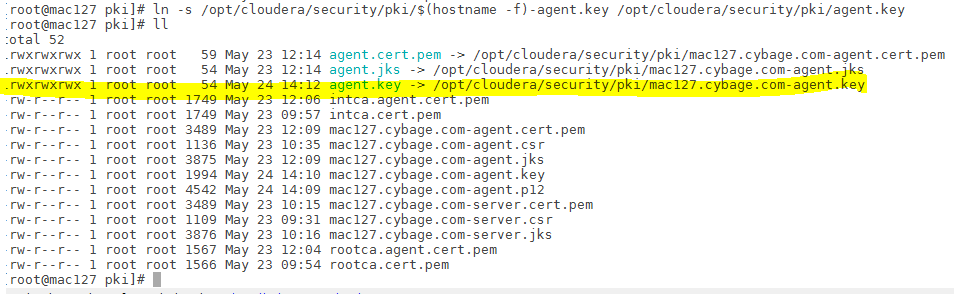 [root@mac127 pki]# ln -s /opt/cloudera/security/pki/$(hostname -f)-agent.key /opt/cloudera/security/pki/agent.key
[root@mac127 pki]# ll
total 52
lrwxrwxrwx 1 root root   59 May 23 12:14 agent.cert.pem -> /opt/cloudera/security/pki/mac127.cybage.com-agent.cert.pem
lrwxrwxrwx 1 root root   54 May 23 12:14 agent.jks -> /opt/cloudera/security/pki/mac127.cybage.com-agent.jks
lrwxrwxrwx 1 root root   54 May 24 14:12 agent.key -> /opt/cloudera/security/pki/mac127.cybage.com-agent.key
-rw-r--r-- 1 root root 1749 May 23 12:06 intca.agent.cert.pem
-rw-r--r-- 1 root root 1749 May 23 09:57 intca.cert.pem
-rw-r--r-- 1 root root 3489 May 23 12:09 mac127.cybage.com-agent.cert.pem
-rw-r--r-- 1 root root 1136 May 23 10:35 mac127.cybage.com-agent.csr
-rw-r--r-- 1 root root 3875 May 23 12:09 mac127.cybage.com-agent.jks
-rw-r--r-- 1 root root 1994 May 24 14:10 mac127.cybage.com-agent.key
-rw-r--r-- 1 root root 4542 May 24 14:09 mac127.cybage.com-agent.p12
-rw-r--r-- 1 root root 3489 May 23 10:15 mac127.cybage.com-server.cert.pem
-rw-r--r-- 1 root root 1109 May 23 09:31 mac127.cybage.com-server.csr
-rw-r--r-- 1 root root 3876 May 23 10:16 mac127.cybage.com-server.jks
-rw-r--r-- 1 root root 1567 May 23 12:04 rootca.agent.cert.pem
-rw-r--r-- 1 root root 1566 May 23 09:54 rootca.cert.pem
[root@mac127 pki]#